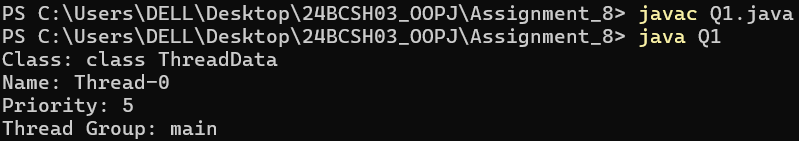 PS C:\Users\DELL\Desktop\24BCSH03_OOPJ\Assignment_8> javac Q1.java
PS C:\Users\DELL\Desktop\24BCSH03_OOPJ\Assignment_8> java Q1
Class: class ThreadData
Name: Thread-0
Priority: 5
Thread Group: main